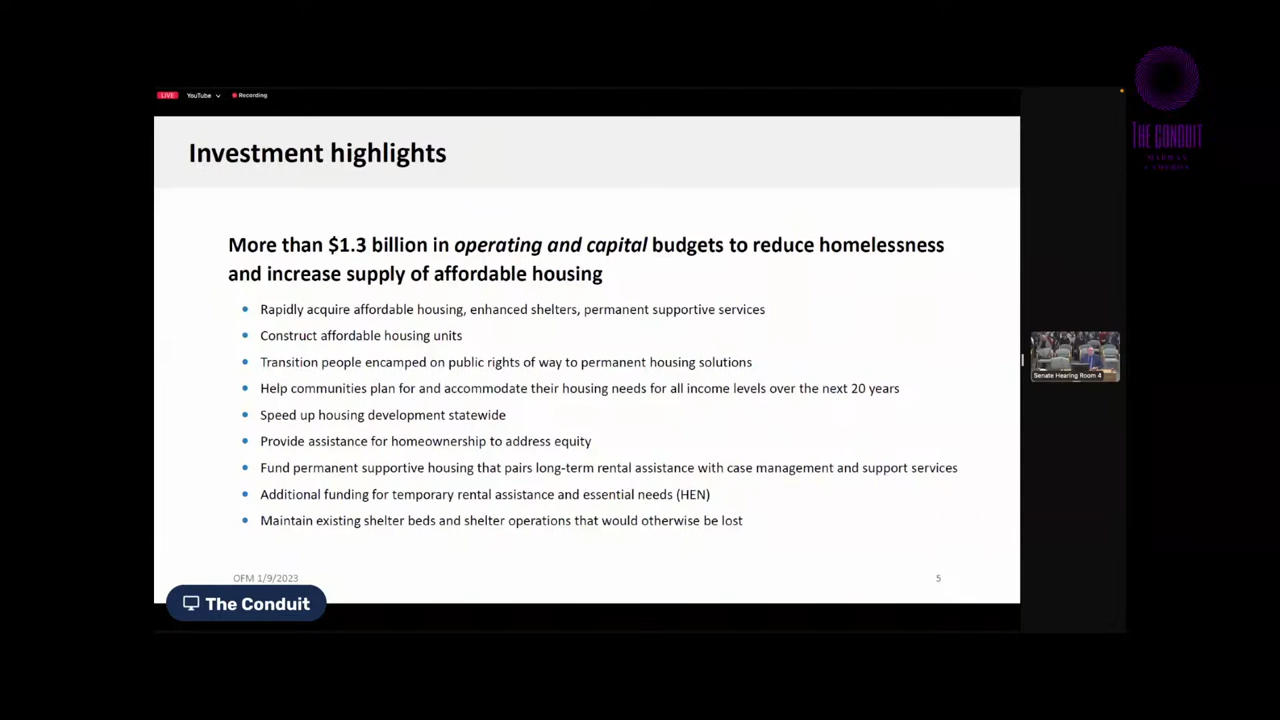 LIVE YouTube Recording
THE CONDUIT
Investment highlights
More than $1.3 billion in operating and capital budgets to reduce homelessness
and increase supply of affordable housing
Rapidly acquire affordable housing, enhanced shelters, permanent supportive services
Construct affordable housing units
Transition people encamped on public rights of way to permanent housing solutions
Help communities plan for and accommodate their housing needs for all income levels over the next 20 years
Speed up housing development statewide
Provide assistance for homeownership to address equity
Fund permanent supportive housing that pairs long-term rental assistance with case management and support services
Additional funding for temporary rental assistance and essential needs (HEN)
Maintain existing shelter beds and shelter operations that would otherwise be lost
Senate Hearing Room 4
OFM 1/9/2023 5
The Conduit